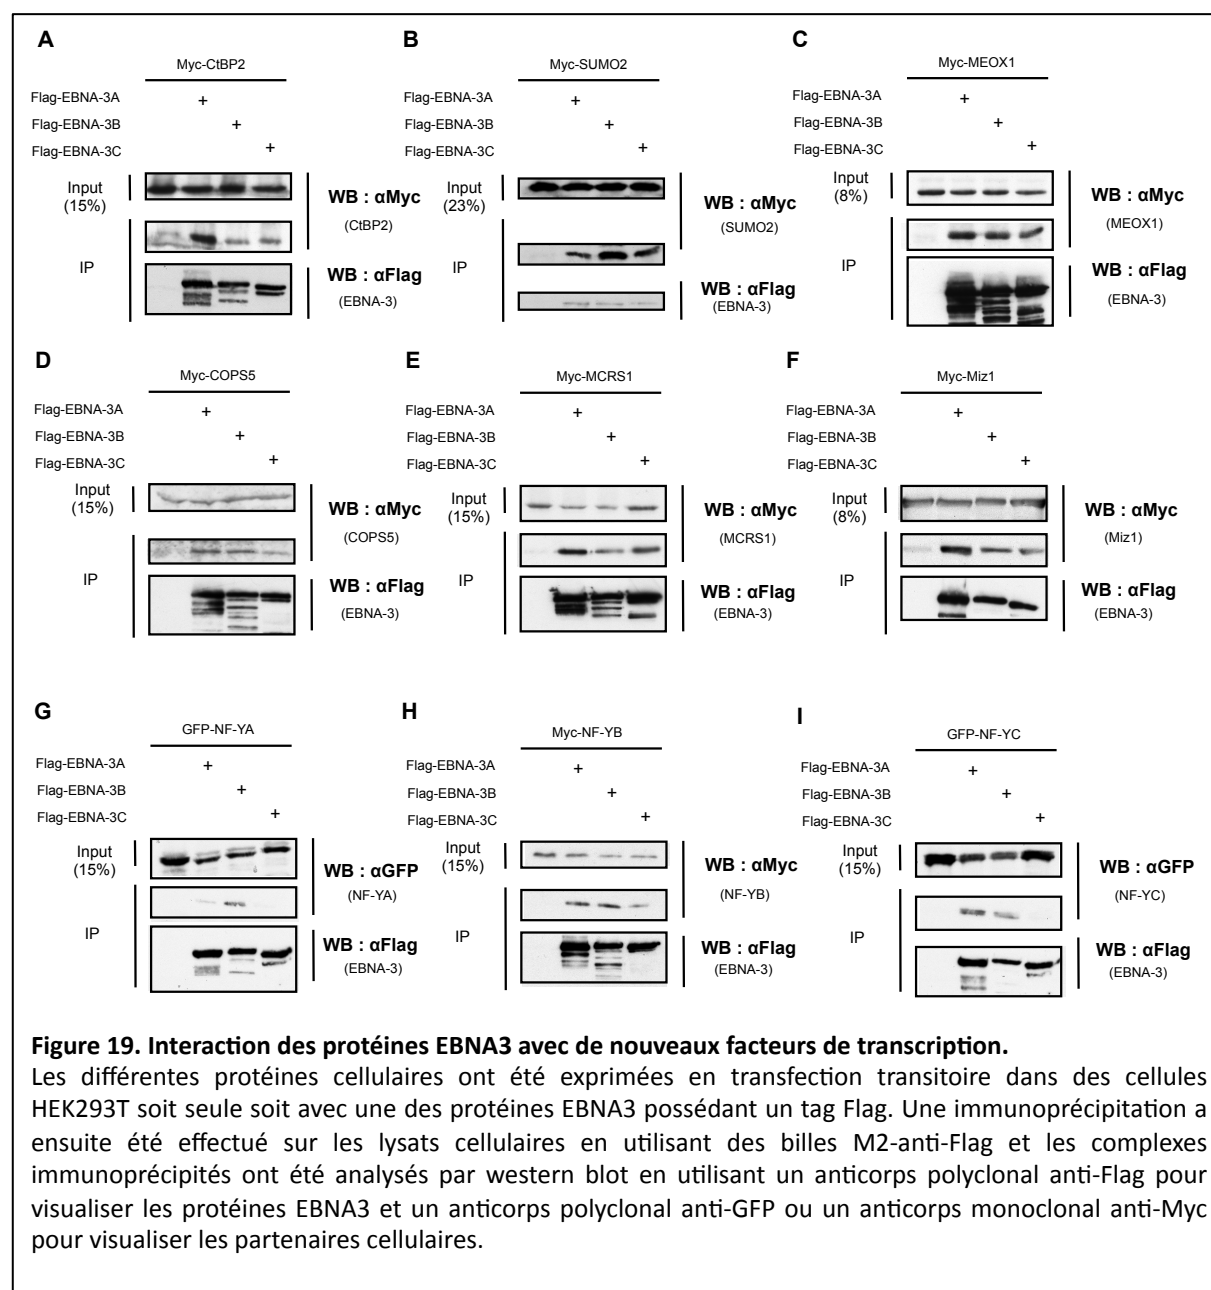 A
Myc-CtBP2
Flag-EBNA-3A +
Flag-EBNA-3B +
Flag-EBNA-3C +
Input
(15%)
IP
WB : αMyc
(CtBP2)
WB : αFlag
(EBNA-3)
B
Myc-SUMO2
Flag-EBNA-3A +
Flag-EBNA-3B +
Flag-EBNA-3C +
Input
(23%)
IP
WB : αMyc
(SUMO2)
WB : αFlag
(EBNA-3)
C
Myc-MEOX1
Flag-EBNA-3A +
Flag-EBNA-3B +
Flag-EBNA-3C +
Input
(8%)
IP
WB : αMyc
(MEOX1)
WB : αFlag
(EBNA-3)
D
Myc-COPS5
Flag-EBNA-3A +
Flag-EBNA-3B +
Flag-EBNA-3C +
Input
(15%)
IP
WB : αMyc
(COPS5)
WB : αFlag
(EBNA-3)
E
Myc-MCRS1
Flag-EBNA-3A +
Flag-EBNA-3B +
Flag-EBNA-3C +
Input
(15%)
IP
WB : αMyc
(MCRS1)
WB : αFlag
(EBNA-3)
F
Myc-Miz1
Flag-EBNA-3A +
Flag-EBNA-3B +
Flag-EBNA-3C +
Input
(8%)
IP
WB : αMyc
(Miz1)
WB : αFlag
(EBNA-3)
G
GFP-NF-YA
Flag-EBNA-3A +
Flag-EBNA-3B +
Flag-EBNA-3C +
Input
(15%)
IP
WB : αGFP
(NF-YA)
WB : αFlag
(EBNA-3)
H
Myc-NF-YB
Flag-EBNA-3A +
Flag-EBNA-3B +
Flag-EBNA-3C +
Input
(15%)
IP
WB : αMyc
(NF-YB)
WB : αFlag
(EBNA-3)
I
GFP-NF-YC
Flag-EBNA-3A +
Flag-EBNA-3B +
Flag-EBNA-3C +
Input
(15%)
IP
WB : αGFP
(NF-YC)
WB : αFlag
(EBNA-3)
Figure 19. Interaction des protéines EBNA3 avec de nouveaux facteurs de transcription.
Les différentes protéines cellulaires ont été exprimées en transfection transitoire dans des cellules
HEK293T soit seule soit avec une des protéines EBNA3 possédant un tag Flag. Une immunoprécipitation a
ensuite été effectué sur les lysats cellulaires en utilisant des billes M2-anti-Flag et les complexes
immunoprécipités ont été analysés par western blot en utilisant un anticorps polyclonal anti-Flag pour
visualiser les protéines EBNA3 et un anticorps polyclonal anti-GFP ou un anticorps monoclonal anti-Myc
pour visualiser les partenaires cellulaires.